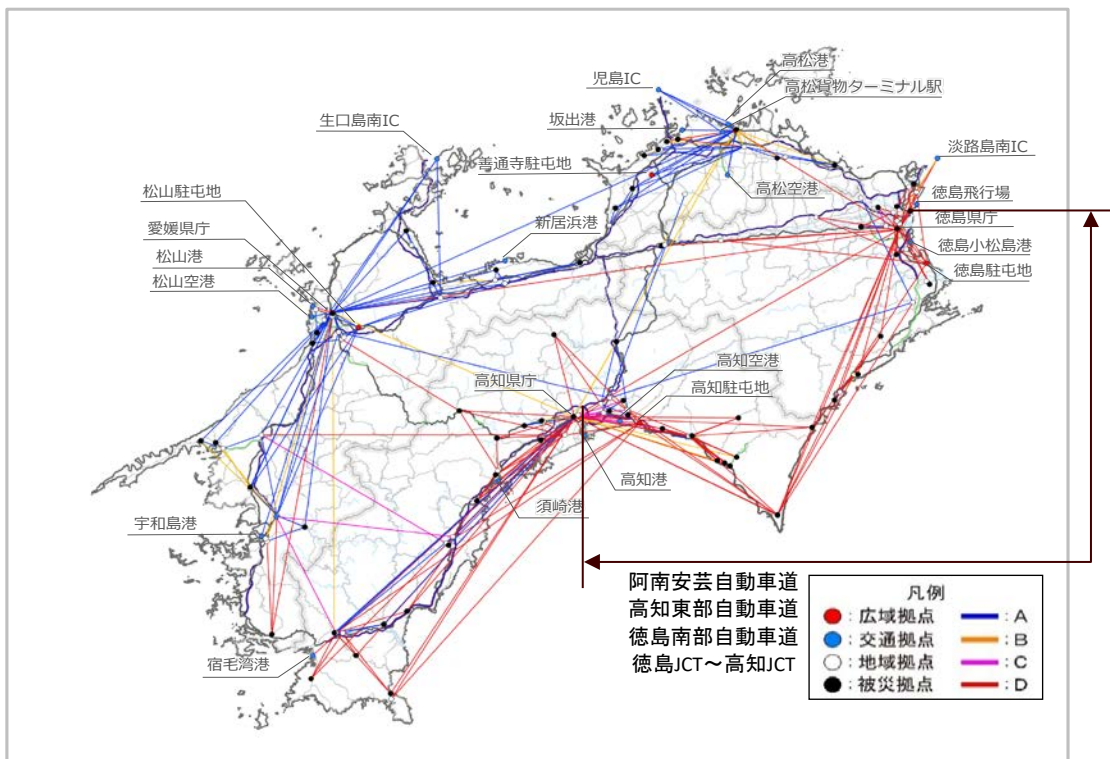 高松港
児島IC
高松貨物ターミナル駅
坂出港
生口島南IC
淡路島南IC
善通寺駐屯地
松山駐屯地
高松空港
徳島飛行場
愛媛県庁
新居浜港
徳島県庁
松山港
徳島小松島港
松山空港
徳島駐屯地
高知空港
高知県庁
高知駐屯地
高知港
須崎港
宇和島港
宿毛湾港
阿南安芸自動車道
高知東部自動車道
徳島南部自動車道
徳島JCT～高知JCT
凡例
：広域拠点 ：A
：交通拠点 ：B
：地域拠点 ：C
：被災拠点 ：D